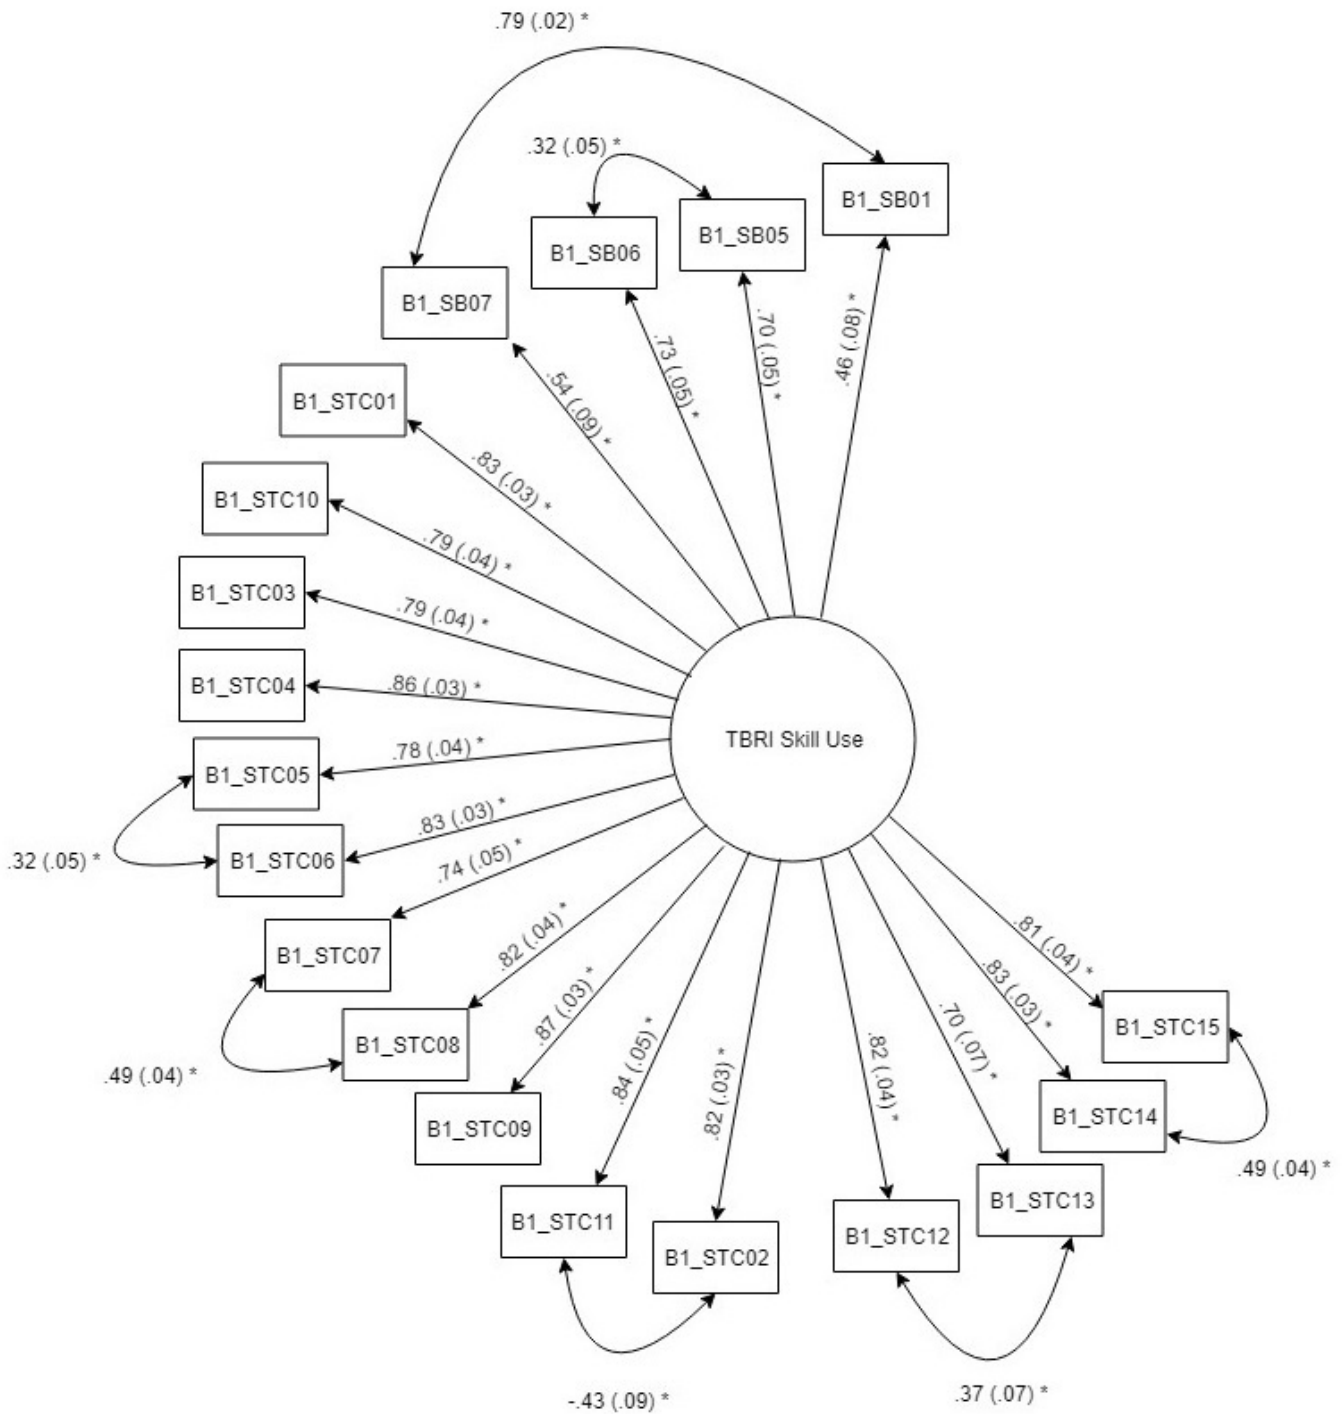 .79 (.02) *
.32 (.05) *
B1_SB01
B1_SB05
B1_SB06
B1_SB07
.46 (.08) *
.70 (.05) *
.73 (.05) *
.54 (.09) *
B1_STC01
.83 (.03) *
B1_STC10
.79 (.04) *
B1_STC03
.79 (.04) *
B1_STC04
.86 (.03) *
TBRI Skill Use
B1_STC05
.78 (.04) *
B1_STC06
.83 (.03) *
.32 (.05) *
.74 (.05) *
B1_STC07
.82 (.04) *
B1_STC08
.49 (.04) *
.87 (.03) *
B1_STC09
.84 (.05) *
B1_STC11
.82 (.03) *
B1_STC02
-.43 (.09) *
.82 (.04) *
B1_STC12
.70 (.07) *
B1_STC13
.37 (.07) *
.83 (.03) *
B1_STC14
.81 (.04) *
B1_STC15
.49 (.04) *